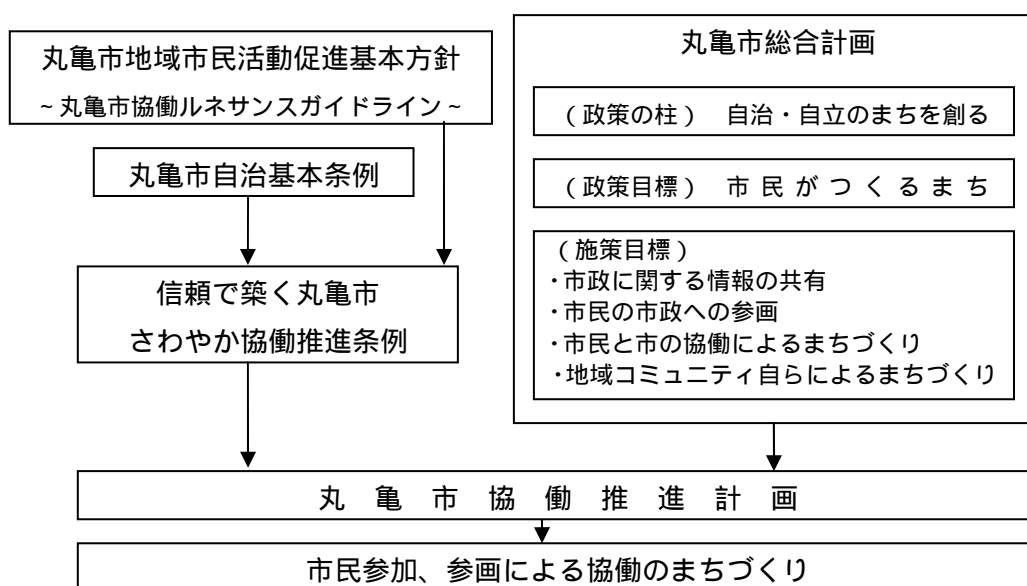 丸亀市地域市民活動促進基本方針
~丸亀市協働ルネサンスガイドライン~
丸亀市自治基本条例
信頼で築く丸亀市
さわやか協働推進条例
丸亀市総合計画
(政策の柱) 自治・自立のまちを創る
(政策目標) 市民がつくるまち
(施策目標)
・市政に関する情報の共有
・市民の市政への参画
・市民と市の協働によるまちづくり
・地域コミュニティ自らによるまちづくり
丸亀市協働推進計画
市民参加、参画による協働のまちづくり